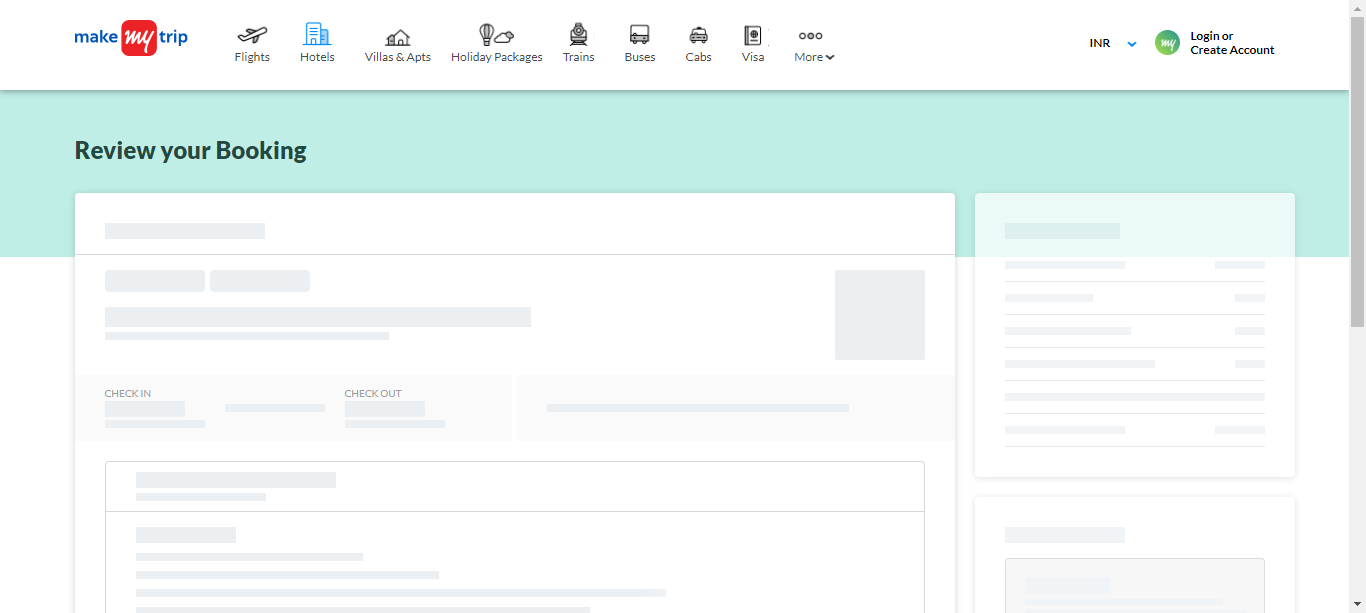 make my trip
Flights
Hotels
Villas & Apts
Holiday Packages
Trains
Buses
Cabs
Visa
More
INR
my
Login or
Create Account
Review your Booking
CHECK IN
CHECK OUT